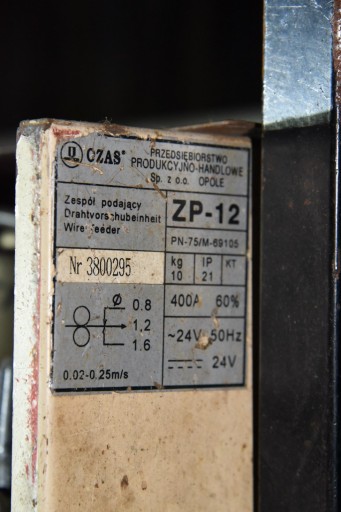 CZAS®
PRZEDSIĘBIORSTWO
PRODUKCYJNO-HANDLOWE
Sp. z o.o. OPOLE
Zespół podający
Drahtvorschubeinheit
Wire feeder
ZP-12
PN-75/M-69105
Nr 3800295
kg 10
IP 21
KT
Ø 0.8
1.2
1.6
400A 60%
~24V 50Hz
24V
0.02-0.25m/s